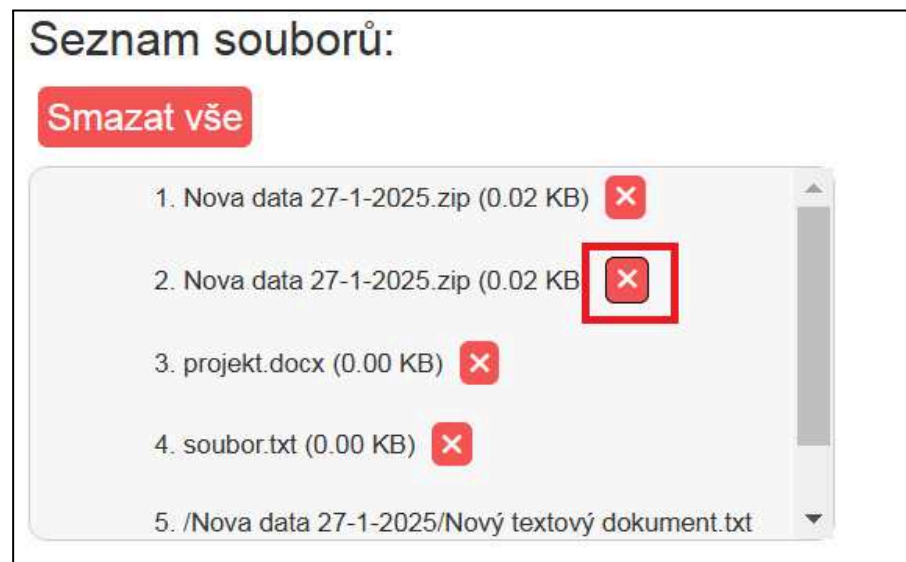 Seznam souborů:
Smazat vše
1. Nova data 27-1-2025.zip (0.02 KB)
2. Nova data 27-1-2025.zip (0.02 KB
3. projekt.docx (0.00 KB)
4. soubor.txt (0.00 KB)
5. /Nova data 27-1-2025/Nový textový dokument.txt